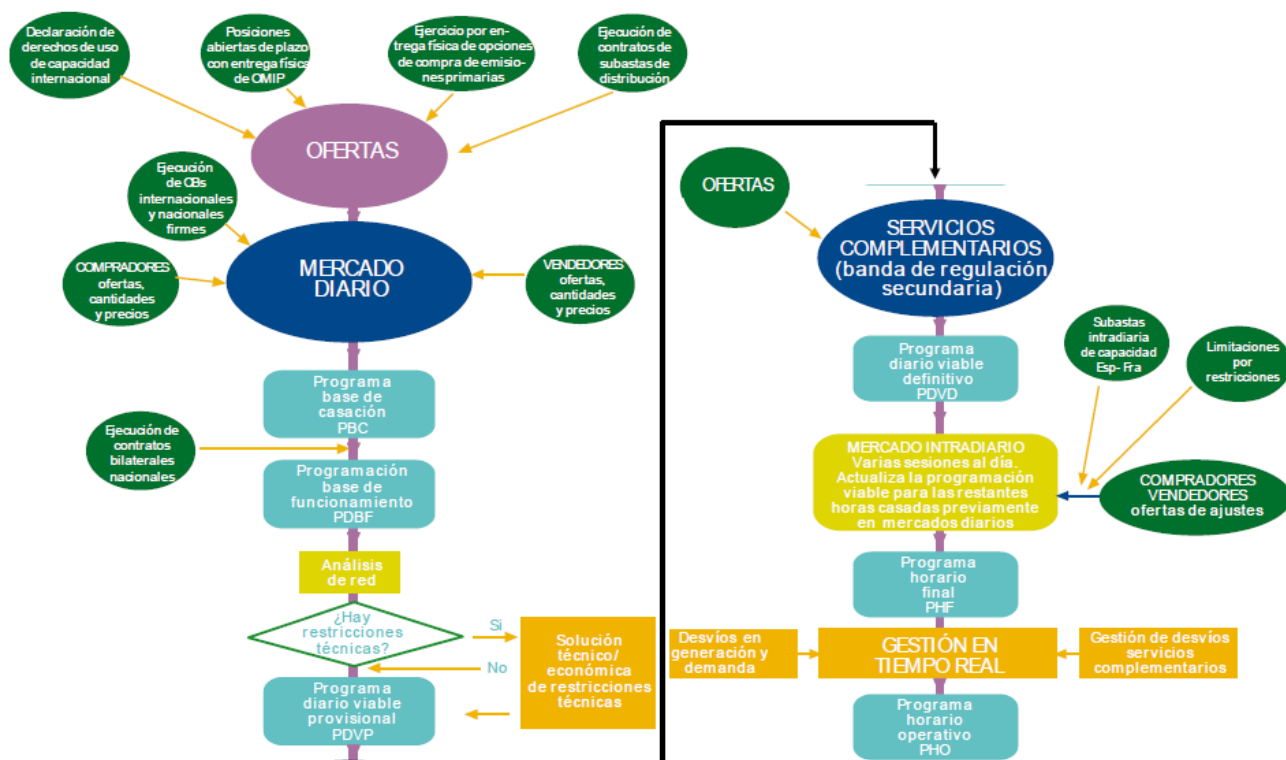 Declaración de
derechos de uso
de capacidad
internacional
Posiciones
abiertas de plazo
con entrega física
de OMIP
Ejercicio por en-
trega física de opciones
de compra de emisio-
nes primarias
Ejecución de
contratos de
subastas de
distribución
OFERTAS
Ejecución
de CBs
internacionales
y nacionales
firmes
COMPRADORES
ofertas,
cantidades
y precios
MERCADO
DIARIO
VENDEDORES
ofertas,
cantidades
y precios
Programa
base de
casación
PBC
Ejecución de
contratos
bilaterales
nacionales
Programación
base de
funcionamiento
PDBF
Análisis
de red
¿Hay
restricciones
técnicas?
Si
No
Solución
técnico/
económica
de restricciones
técnicas
Programa
diario viable
provisional
PDVP
OFERTAS
SERVICIOS
COMPLEMENTARIOS
(banda de regulación
secundaria)
Programa
diario viable
definitivo
PDVD
Subastas
intradiaria
de capacidad
Esp- Fra
Limitaciones
por
restricciones
MERCADO INTRADIARIO
Varias sesiones al día.
Actualiza la programación
viable para las restantes
horas casadas previamente
en mercados diarios
COMPRADORES
VENDEDORES
ofertas de ajustes
Programa
horario
final
PHF
Desvíos en
generación y
demanda
GESTIÓN EN
TIEMPO REAL
Gestión de desvíos
servicios
complementarios
Programa
horario
operativo
PHO